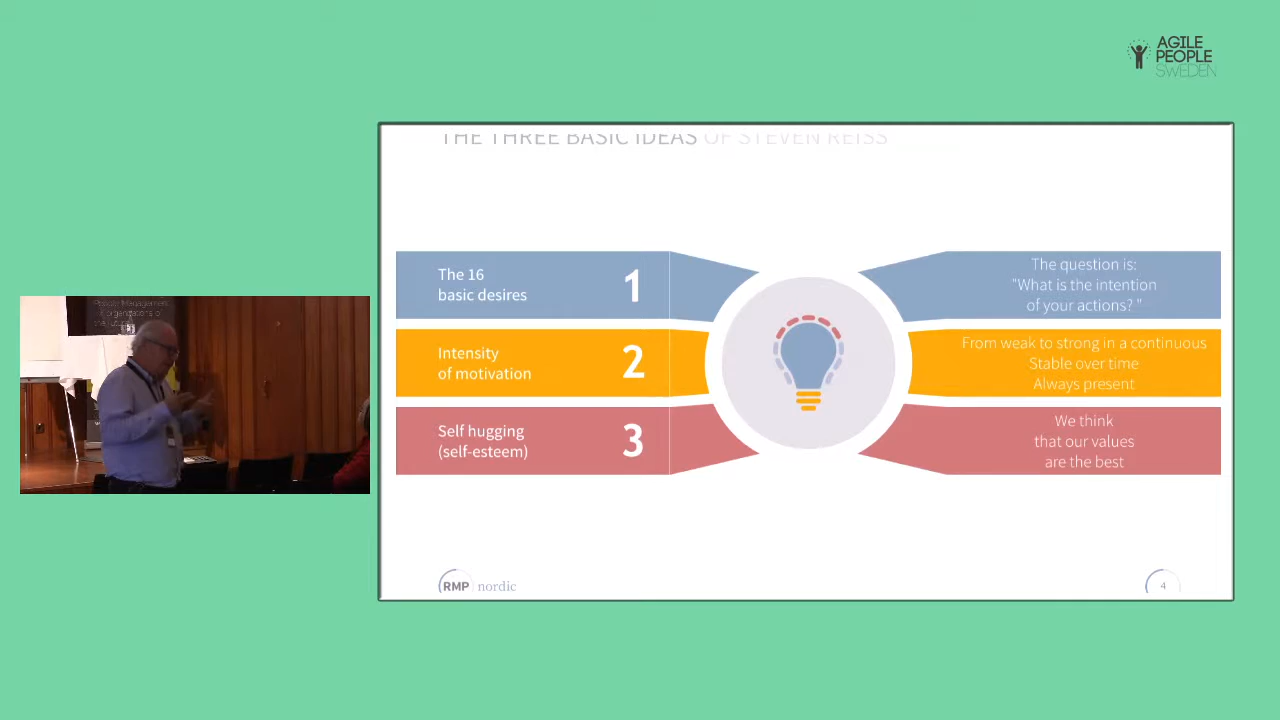 AGILE
PEOPLE
SWEDEN
THE THREE BASIC IDEAS OF STEVEN REISS
The 16
basic desires
1
The question is:
"What is the intention
of your actions? "
Intensity
of motivation
2
From weak to strong in a continuous
Stable over time
Always present
Self hugging
(self-esteem)
3
We think
that our values
are the best
RMP nordic
4